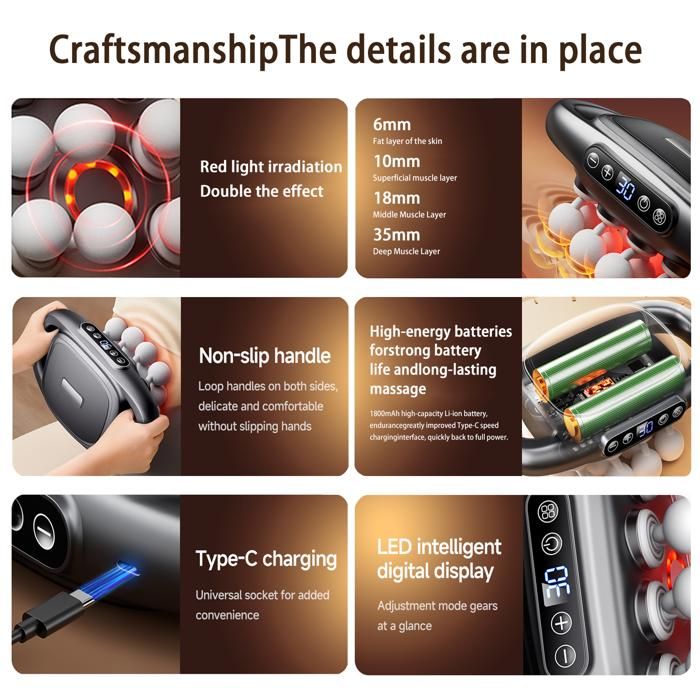 CraftsmanshipThe details are in place
Red light irradiation
Double the effect
6mm
Fat layer of the skin
10mm
Superficial muscle layer
18mm
Middle Muscle Layer
35mm
Deep Muscle Layer
30
Non-slip handle
Loop handles on both sides,
delicate and comfortable
without slipping hands
High-energy batteries
forstrong battery
life andlong-lasting
massage
1800mAh high-capacity Li-ion battery,
endurancegreatly improved Type-C speed
charginginterface, quickly back to full power.
30
Type-C charging
Universal socket for added
convenience
LED intelligent
digital display
Adjustment mode gears
at a glance
30